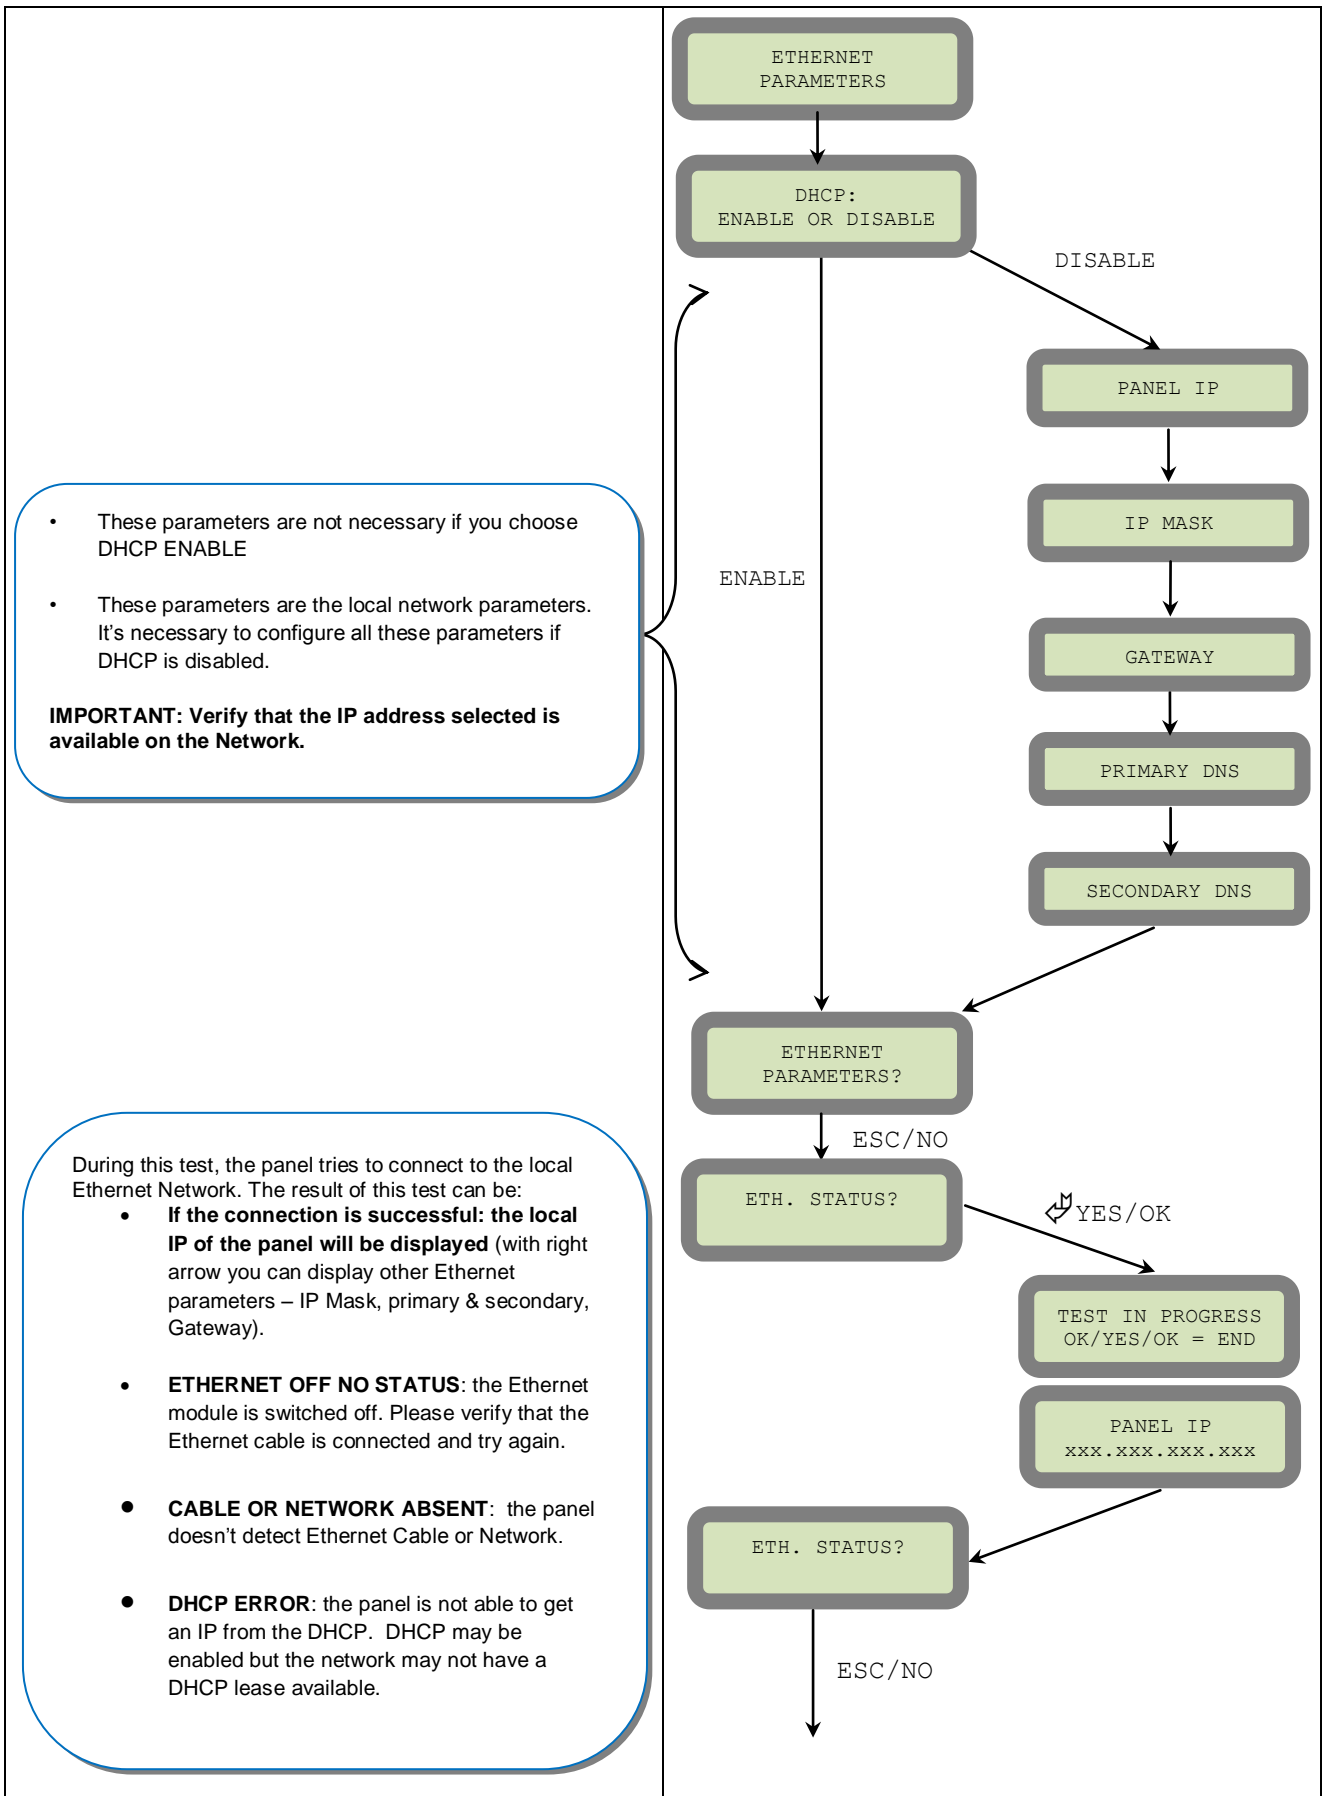 ETHERNET
PARAMETERS
DHCP:
ENABLE OR DISABLE
DISABLE
PANEL IP
IP MASK
• These parameters are not necessary if you choose
DHCP ENABLE
• These parameters are the local network parameters.
It's necessary to configure all these parameters if
DHCP is disabled.
IMPORTANT: Verify that the IP address selected is
available on the Network.
ENABLE
GATEWAY
PRIMARY DNS
SECONDARY DNS
ETHERNET
PARAMETERS?
ESC/NO
ETH. STATUS?
YES/OK
During this test, the panel tries to connect to the local
Ethernet Network. The result of this test can be:
• If the connection is successful: the local
IP of the panel will be displayed (with right
arrow you can display other Ethernet
parameters – IP Mask, primary & secondary,
Gateway).
• ETHERNET OFF NO STATUS: the Ethernet
module is switched off. Please verify that the
Ethernet cable is connected and try again.
• CABLE OR NETWORK ABSENT: the panel
doesn't detect Ethernet Cable or Network.
• DHCP ERROR: the panel is not able to get
an IP from the DHCP. DHCP may be
enabled but the network may not have a
DHCP lease available.
TEST IN PROGRESS
OK/YES/OK = END
PANEL IP
xxx.xxx.xxx.xxx
ETH. STATUS?
ESC/NO